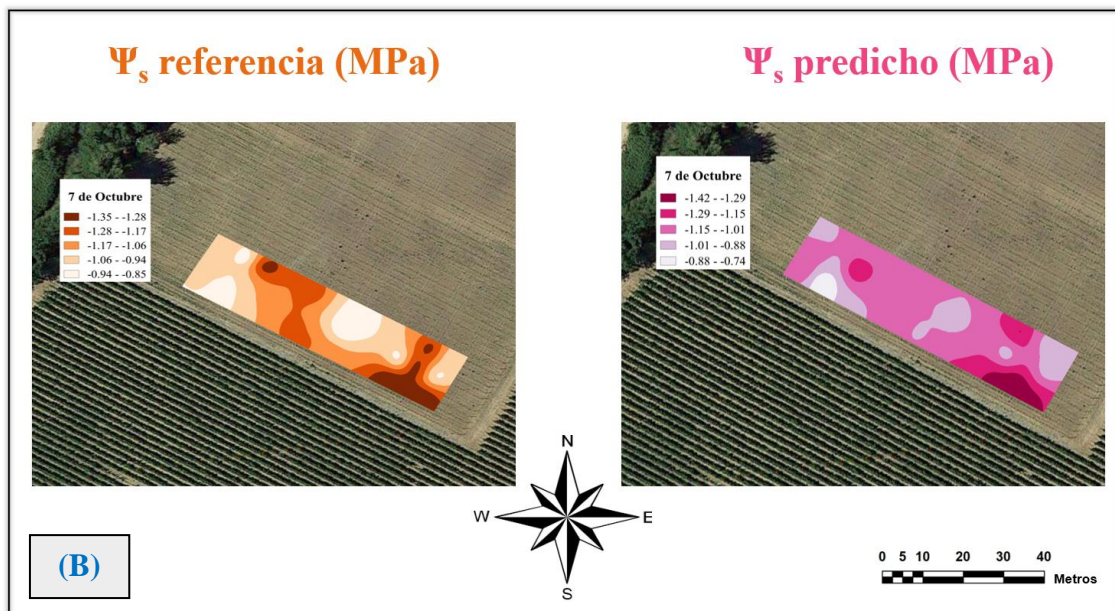 Ψs referencia (MPa)
Ψs predicho (MPa)
7 de Octubre
-1.35 - -1.28
-1.28 - -1.17
-1.17 - -1.06
-1.06 - -0.94
-0.94 - -0.85
7 de Octubre
-1.42 - -1.29
-1.29 - -1.15
-1.15 - -1.01
-1.01 - -0.88
-0.88 - -0.74
N
W E
S
(B)
0 5 10 20 30 40
Metros